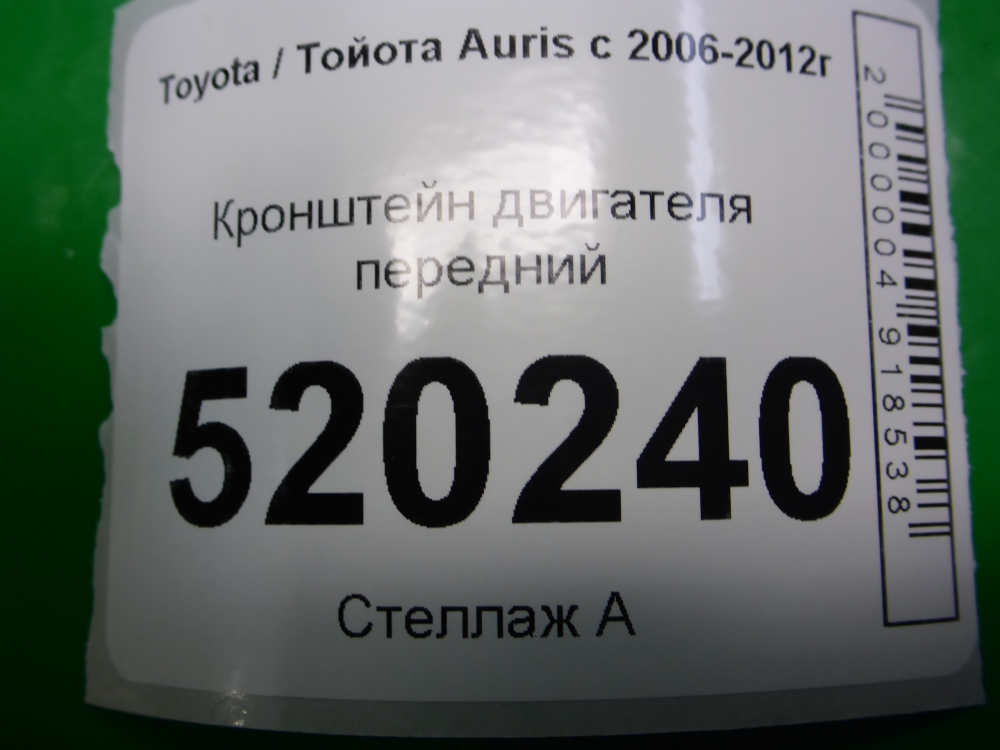 Toyota / Тойота Auris с 2006-2012г
Кронштейн двигателя
передний
520240
Стеллаж А
2000004918538